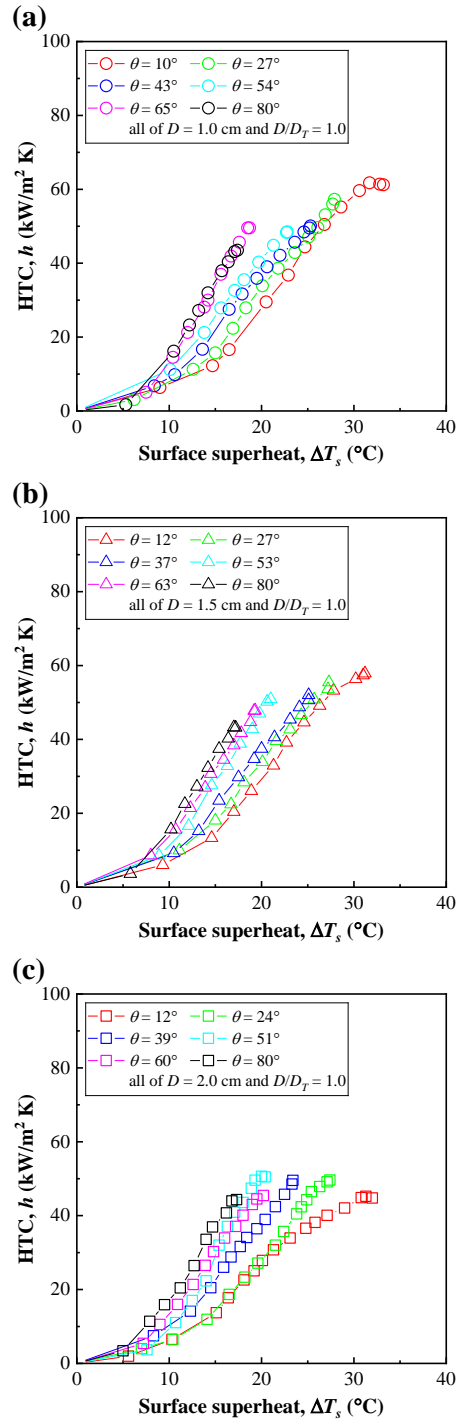 (a)
100
80
60
40
20
0
HTC, h (kW/m² K)
θ = 10° θ = 27°
θ = 43° θ = 54°
θ = 65° θ = 80°
all of D = 1.0 cm and D/D_T = 1.0
0 10 20 30 40
Surface superheat, ΔT_s (°C)
(b)
100
80
60
40
20
0
HTC, h (kW/m² K)
θ = 12° θ = 27°
θ = 37° θ = 53°
θ = 63° θ = 80°
all of D = 1.5 cm and D/D_T = 1.0
0 10 20 30 40
Surface superheat, ΔT_s (°C)
(c)
100
80
60
40
20
0
HTC, h (kW/m² K)
θ = 12° θ = 24°
θ = 39° θ = 51°
θ = 60° θ = 80°
all of D = 2.0 cm and D/D_T = 1.0
0 10 20 30 40
Surface superheat, ΔT_s (°C)